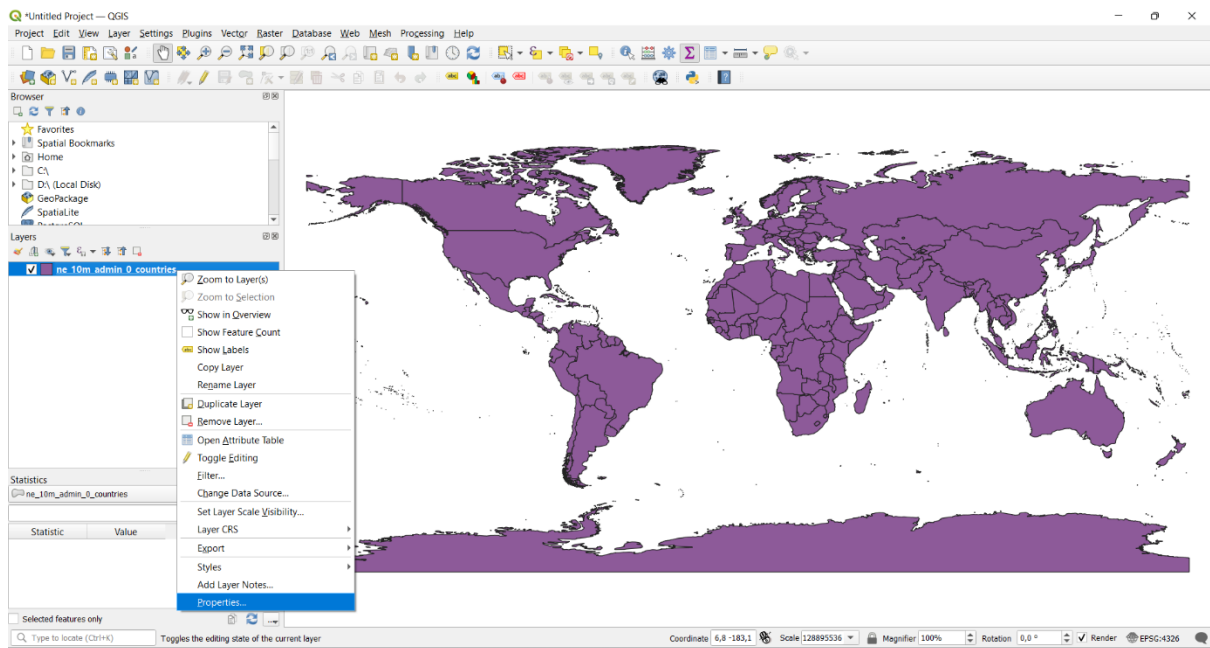 *Untitled Project — QGIS
Project Edit View Layer Settings Plugins Vector Raster Database Web Mesh Processing Help
Browser
Favorites
Spatial Bookmarks
Home
C:\
D:\ (Local Disk)
GeoPackage
SpatiaLite
PostgreSQL
Layers
ne_10m_admin_0_countries
Zoom to Layer(s)
Zoom to Selection
Show in Overview
Show Feature Count
Show Labels
Copy Layer
Rename Layer
Duplicate Layer
Remove Layer...
Open Attribute Table
Toggle Editing
Filter...
Change Data Source...
Set Layer Scale Visibility...
Layer CRS
Export
Styles
Add Layer Notes...
Properties...
Statistics
ne_10m_admin_0_countries
Statistic Value
Selected features only
Type to locate (Ctrl+K) Toggles the editing state of the current layer Coordinate 6,8 -183,1 Scale 128895536 Magnifier 100% Rotation 0,0 ° Render EPSG:4326